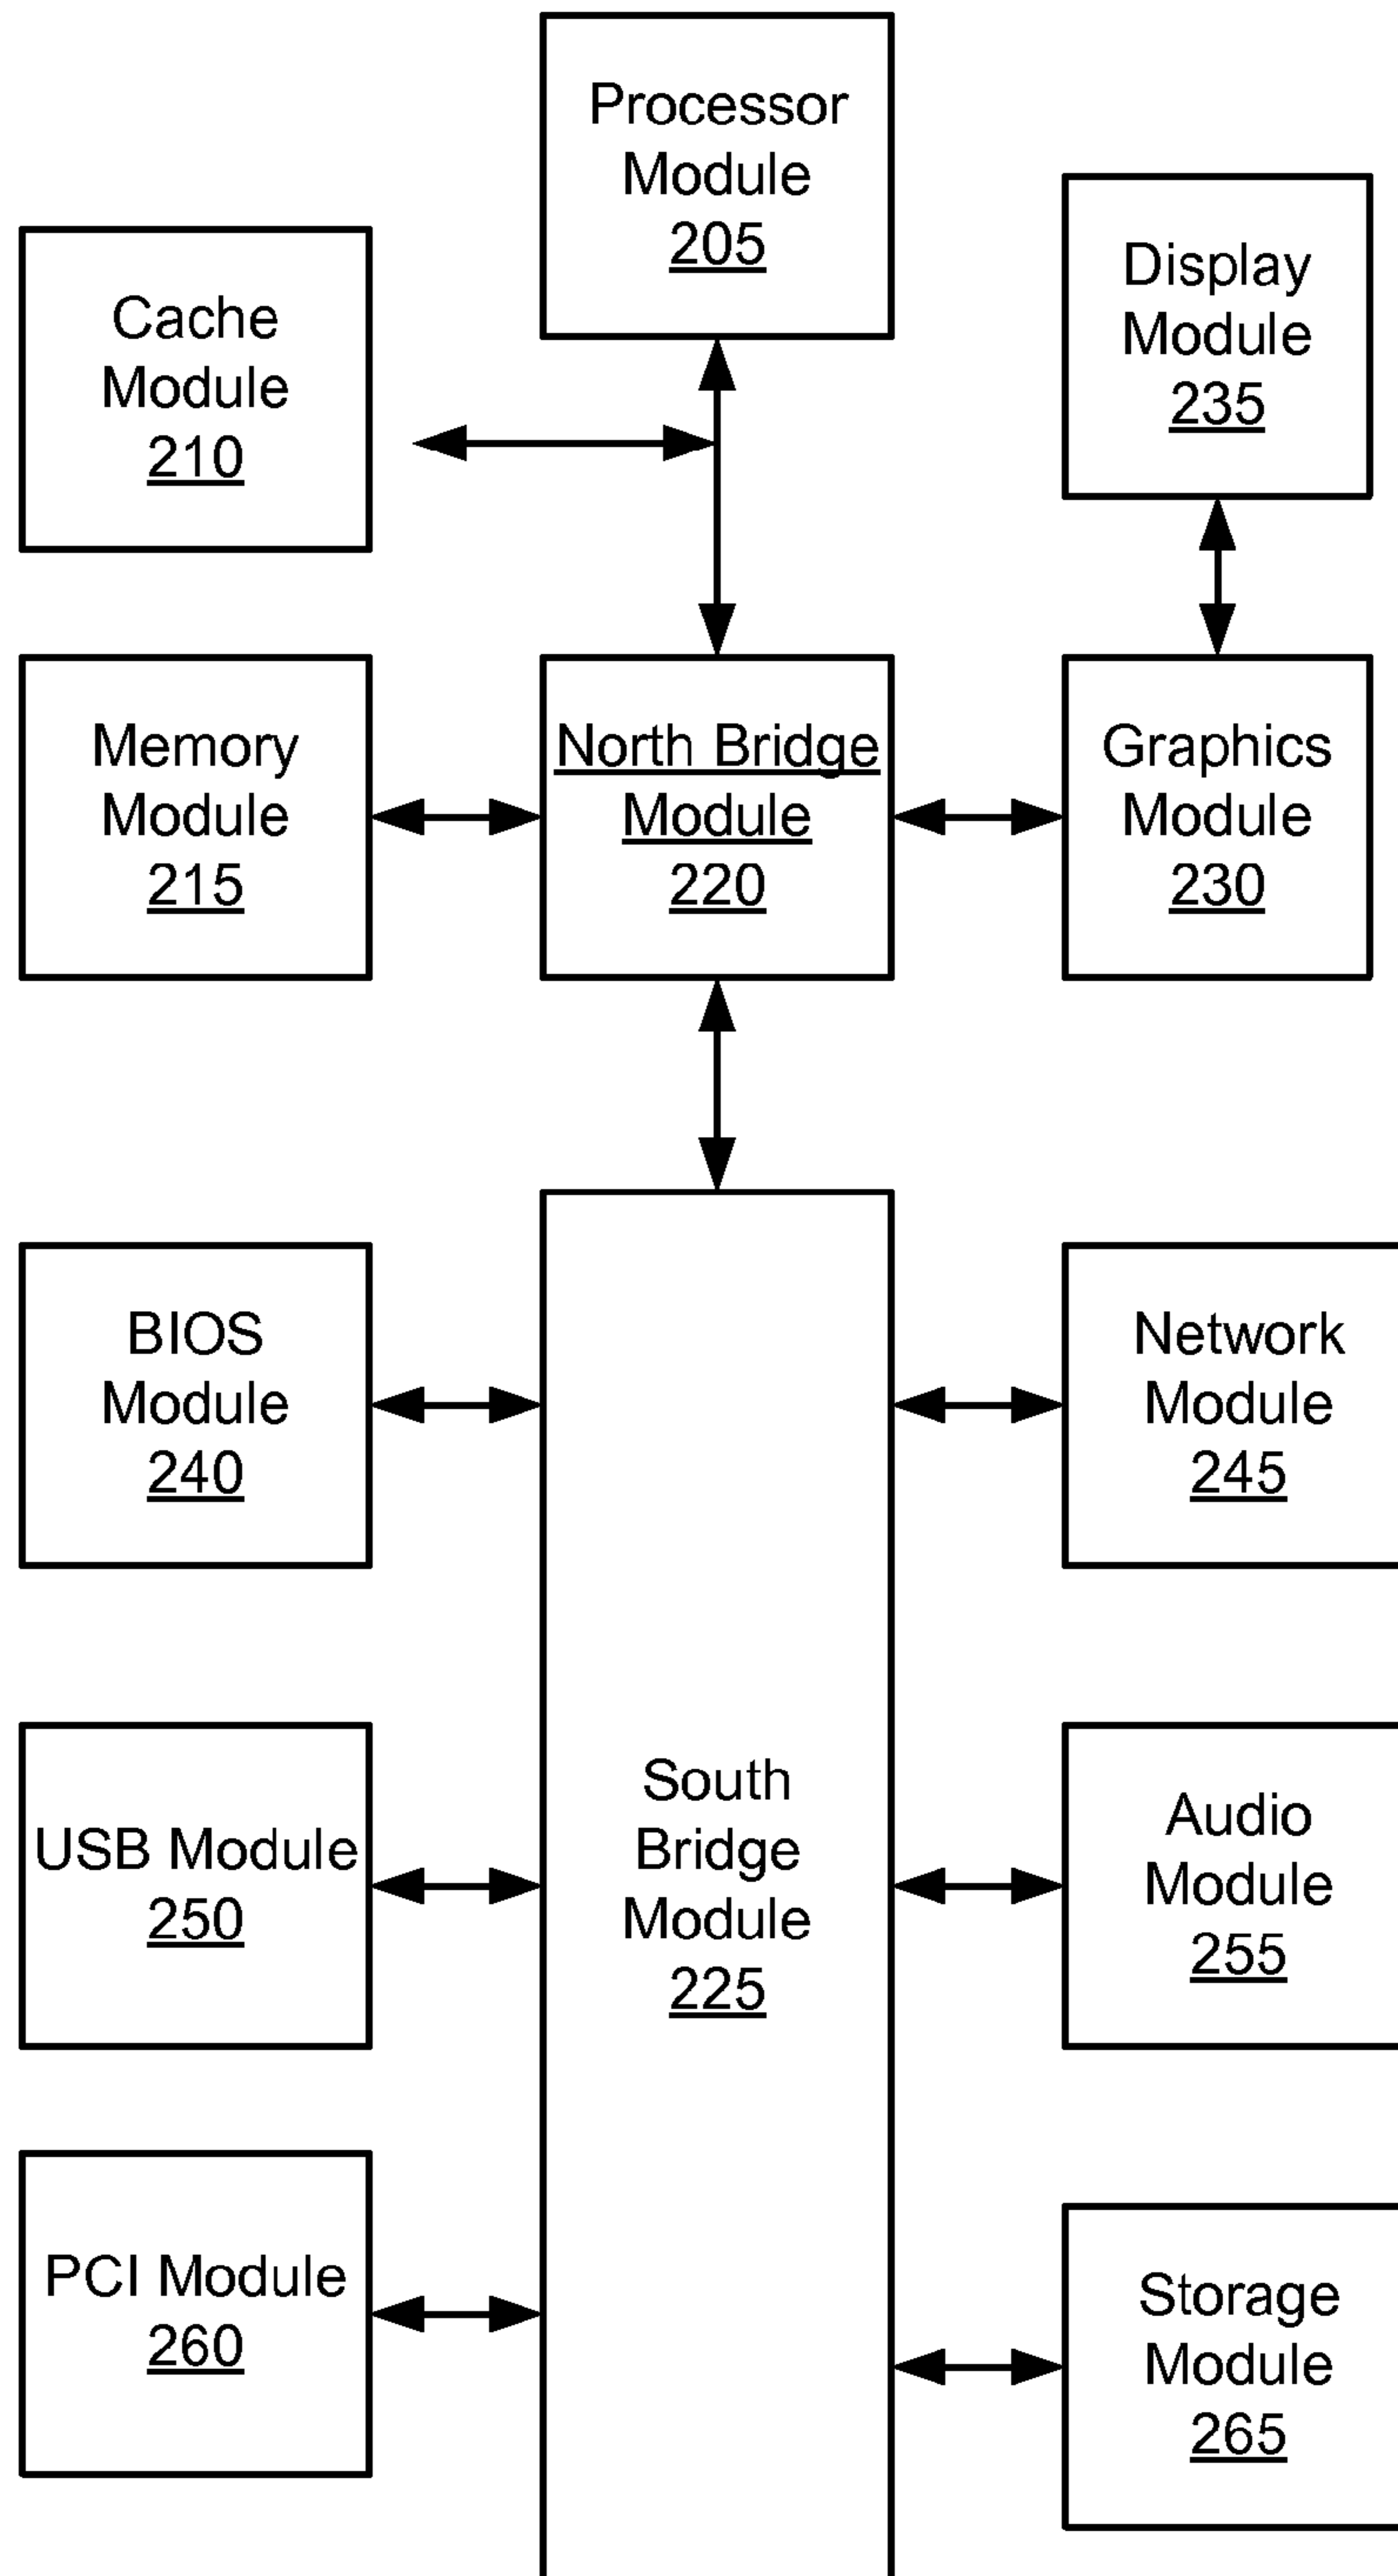 Processor
Module
205
Cache
Module
210
Display
Module
235
Memory
Module
215
North Bridge
Module
220
Graphics
Module
230
BIOS
Module
240
Network
Module
245
USB Module
250
South
Bridge
Module
225
Audio
Module
255
PCI Module
260
Storage
Module
265